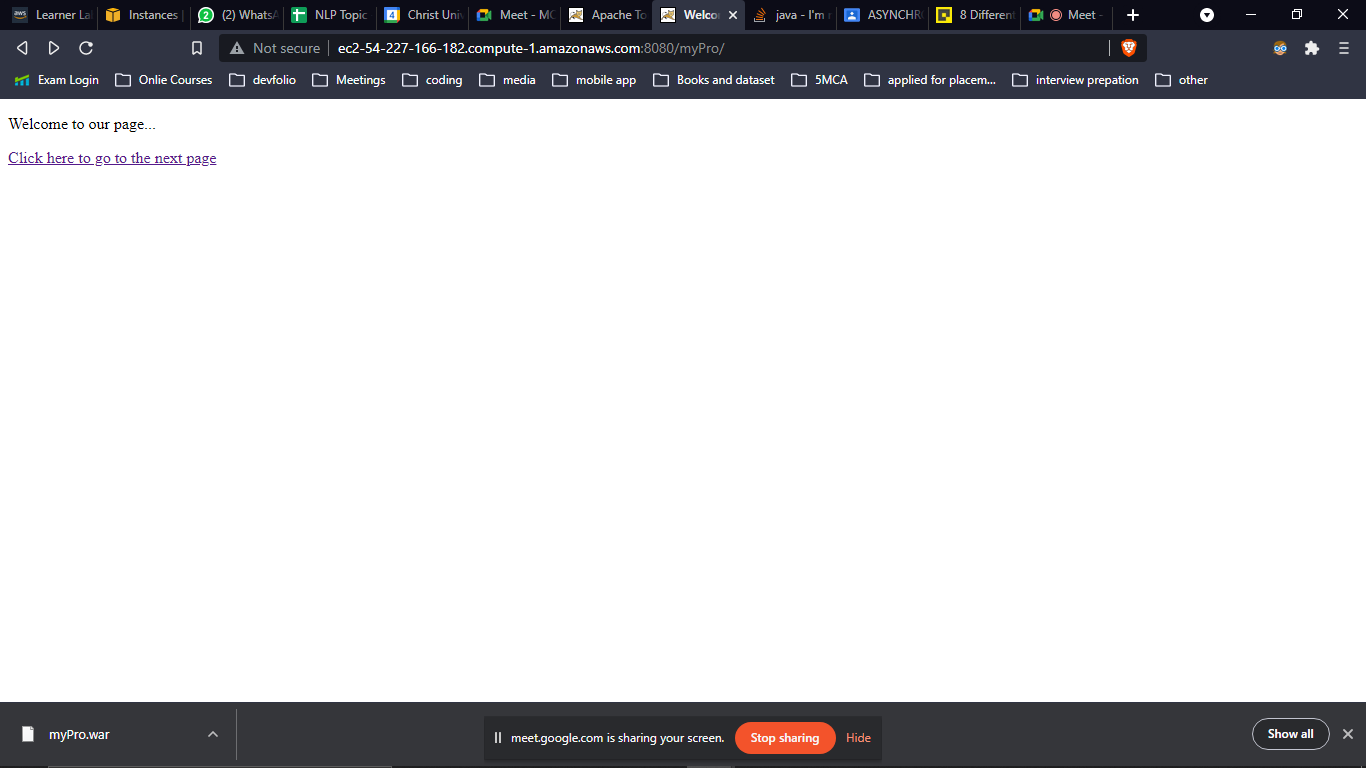 Learner La
Instances
(2) WhatsA
NLP Topic
Christ Univ
Meet - MC
Apache To
Welco
java - I'm r
ASYNCHR
8 Different
Meet -
Not secure
ec2-54-227-166-182.compute-1.amazonaws.com:8080/myPro/
Exam Login
Onlie Courses
devfolio
Meetings
coding
media
mobile app
Books and dataset
5MCA
applied for placem...
interview prepation
other
Welcome to our page...
Click here to go to the next page
myPro.war
meet.google.com is sharing your screen.
Stop sharing
Hide
Show all